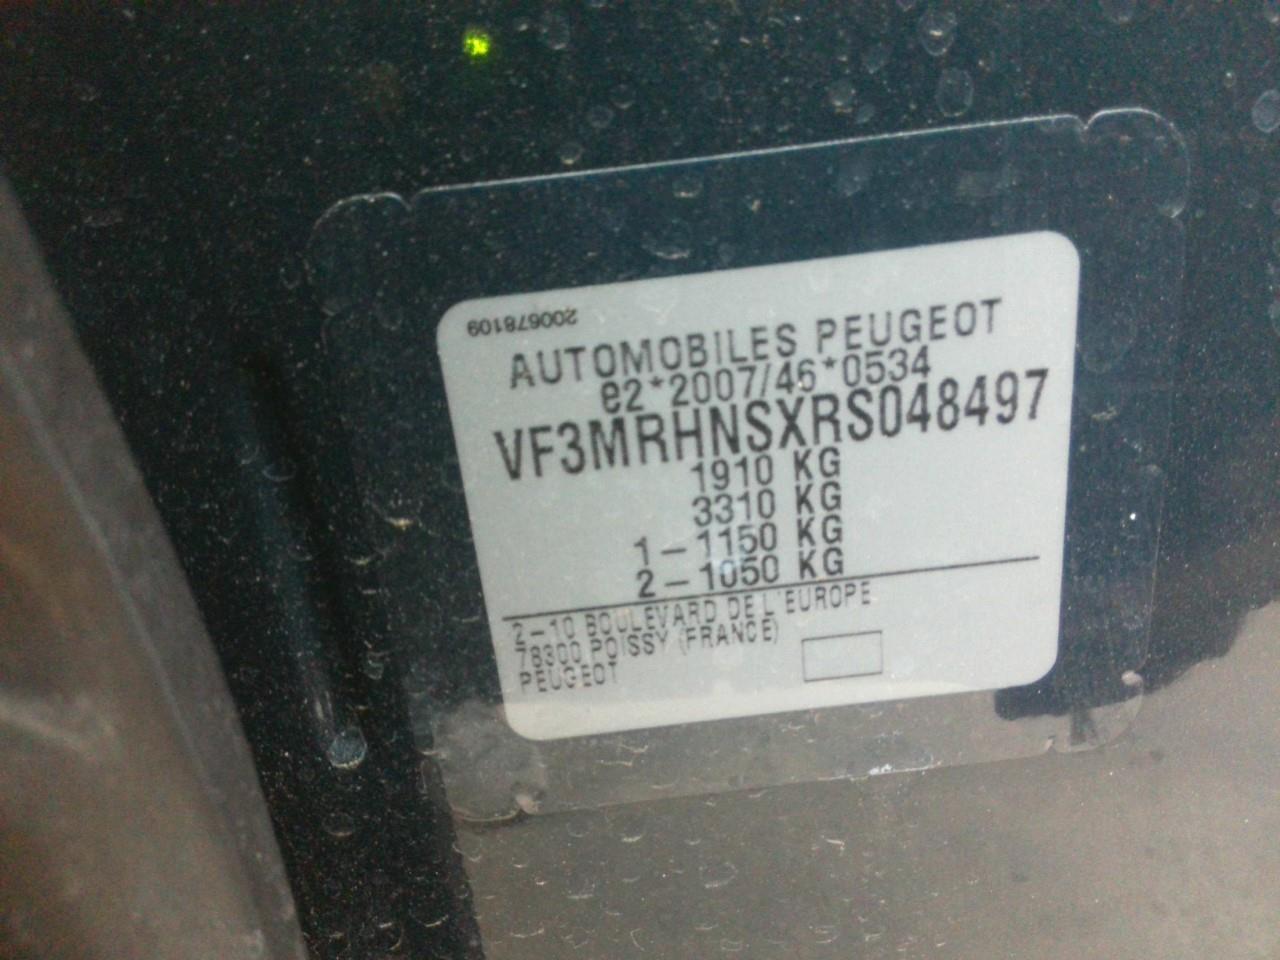 200678109
AUTOMOBILES PEUGEOT
e2*2007/46*0534
VF3MRHNSXRS048497
1910 KG
3310 KG
1-1150 KG
2-1050 KG
2-10 BOULEVARD DE L'EUROPE
78300 POISSY (FRANCE)
PEUGEOT